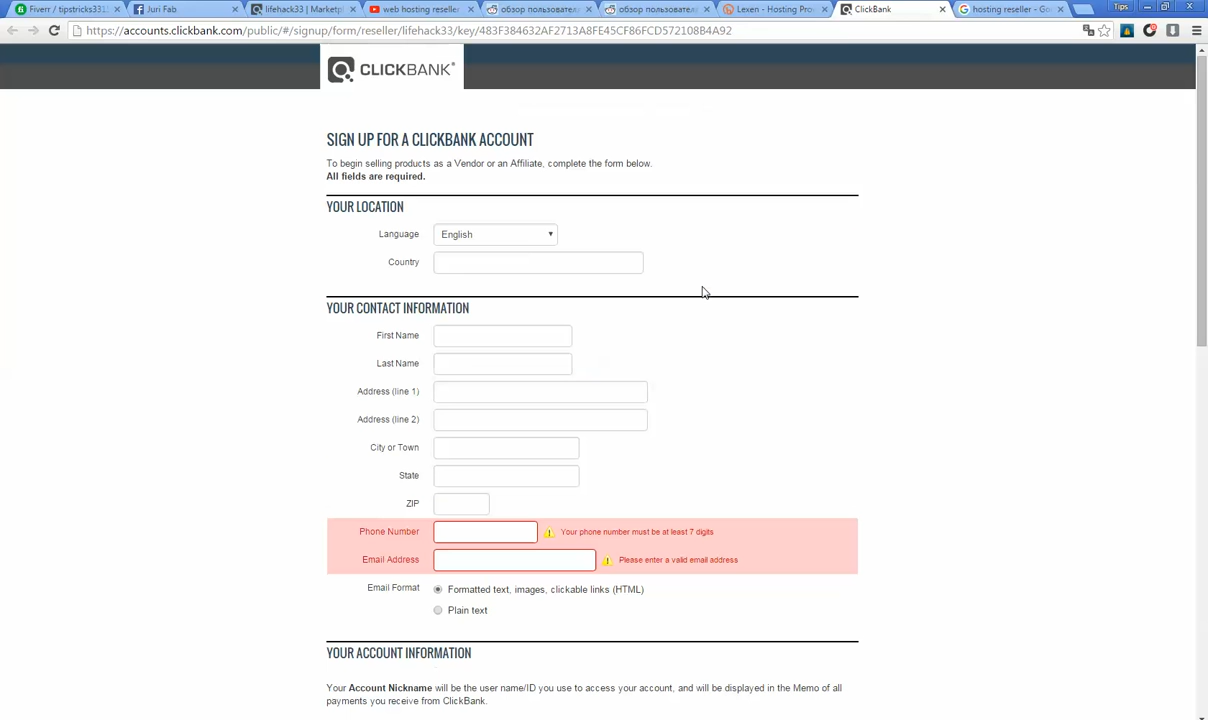 Fiverr / tipstricks331
Juri Fab.
lifehack33 | Marketpl
web hosting reseller
обзор пользователя
обзор пользователя
Lexen - Hosting Pro
ClickBank
hosting reseller - Go
Tips
https://accounts.clickbank.com/public/#/signup/form/reseller/lifehack33/key/483F384632AF2713A8FE45CF86FCD572108B4A92
CLICKBANK
SIGN UP FOR A CLICKBANK ACCOUNT
To begin selling products as a Vendor or an Affiliate, complete the form below.
All fields are required.
YOUR LOCATION
Language English
Country
YOUR CONTACT INFORMATION
First Name
Last Name
Address (line 1)
Address (line 2)
City or Town
State
ZIP
Phone Number Your phone number must be at least 7 digits
Email Address Please enter a valid email address
Email Format Formatted text, images, clickable links (HTML)
Plain text
YOUR ACCOUNT INFORMATION
Your Account Nickname will be the user name/ID you use to access your account, and will be displayed in the Memo of all
payments you receive from ClickBank.